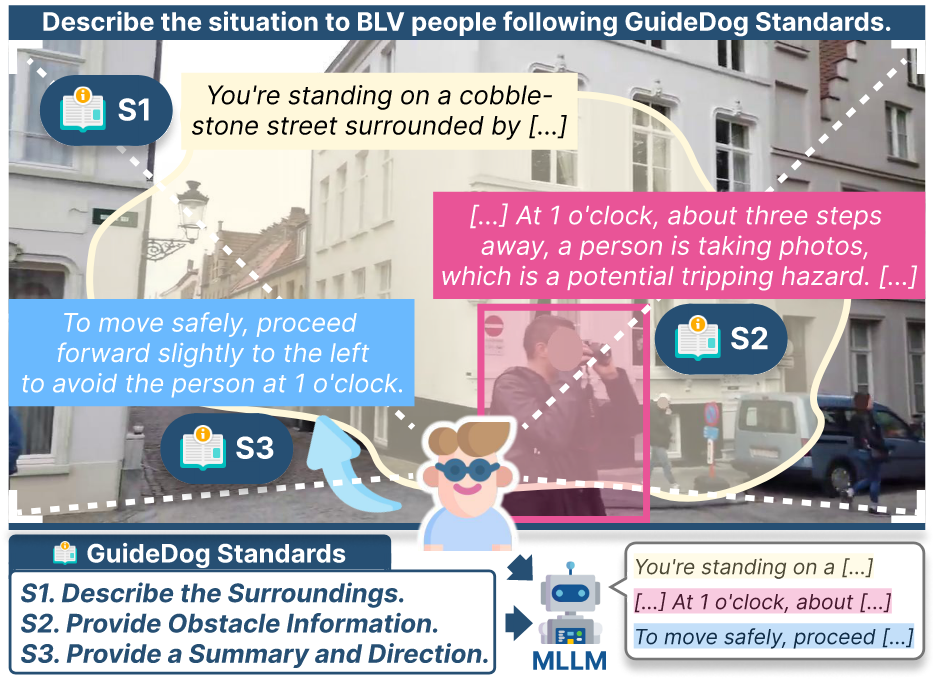 Describe the situation to BLV people following GuideDog Standards.
S1
You're standing on a cobble-
stone street surrounded by [...]
[...] At 1 o'clock, about three steps
away, a person is taking photos,
which is a potential tripping hazard. [...]
To move safely, proceed
forward slightly to the left
to avoid the person at 1 o'clock.
S2
S3
GuideDog Standards
S1. Describe the Surroundings.
S2. Provide Obstacle Information.
S3. Provide a Summary and Direction.
MLLM
You're standing on a [...]
[...] At 1 o'clock, about [...]
To move safely, proceed [...]